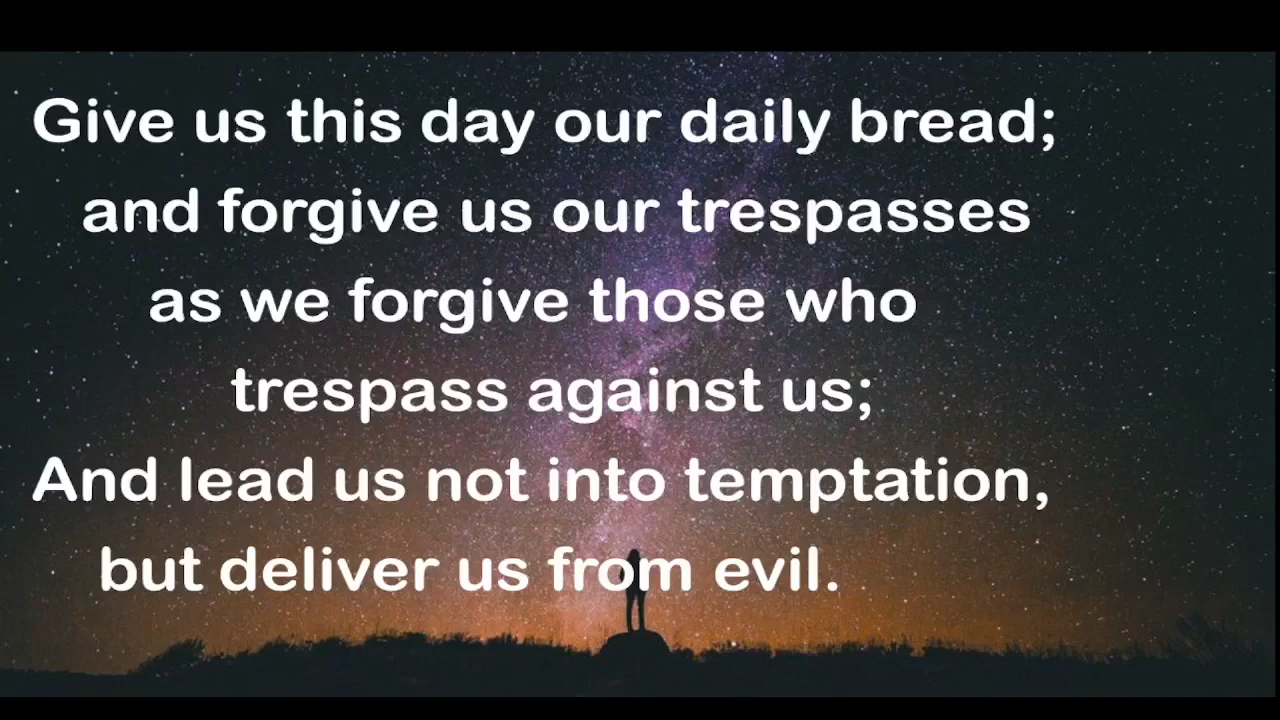 Give us this day our daily bread;
and forgive us our trespasses
as we forgive those who
trespass against us;
And lead us not into temptation,
but deliver us from evil.